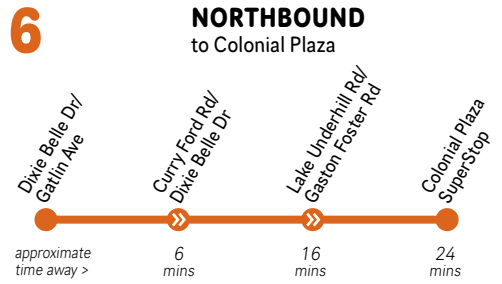 6
NORTHBOUND
to Colonial Plaza
Dixie Belle Dr/
Gatlin Ave
Curry Ford Rd/
Dixie Belle Dr
Lake Underhill Rd/
Gaston Foster Rd
Colonial Plaza
SuperStop
approximate
time away >
6
mins
16
mins
24
mins